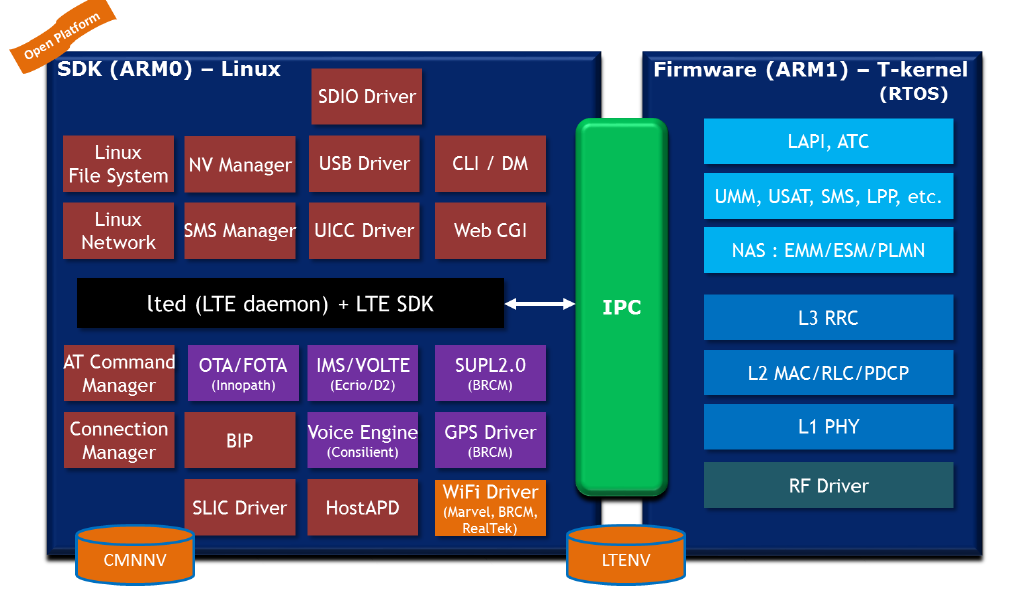 Open Platform
SDK (ARM0) – Linux
SDIO Driver
Linux
File System
NV Manager
USB Driver
CLI / DM
Linux
Network
SMS Manager
UICC Driver
Web CGI
lted (LTE daemon) + LTE SDK
AT Command
Manager
OTA/FOTA
(Innopath)
IMS/VOLTE
(Ecrio/D2)
SUPL2.0
(BRCM)
Connection
Manager
BIP
Voice Engine
(Consilient)
GPS Driver
(BRCM)
SLIC Driver
HostAPD
WiFi Driver
(Marvel, BRCM,
RealTek)
CMNNV
IPC
LTENV
Firmware (ARM1) – T-kernel
(RTOS)
LAPI, ATC
UMM, USAT, SMS, LPP, etc.
NAS : EMM/ESM/PLMN
L3 RRC
L2 MAC/RLC/PDCP
L1 PHY
RF Driver